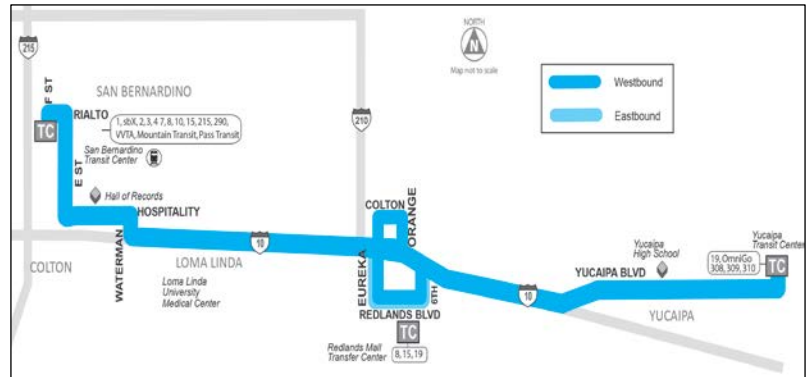 NORTH
N
Map not to scale
215
210
Westbound
Eastbound
SAN BERNARDINO
F ST
RIALTO
TC
1, sbX, 2, 3, 4 7, 8, 10, 15, 215, 290,
VVTA, Mountain Transit, Pass Transit
San Bernardino
Transit Center
E ST
Hall of Records
HOSPITALITY
WATERMAN
COLTON
LOMA LINDA
Loma Linda
University
Medical Center
10
COLTON
ORANGE
EUREKA
6TH
REDLANDS BLVD
TC
Redlands Mall
Transfer Center
8, 15, 19
10
YUCAIPA BLVD
Yucaipa
High School
Yucaipa
Transit Center
19, OmniGo
308, 309, 310
TC
YUCAIPA